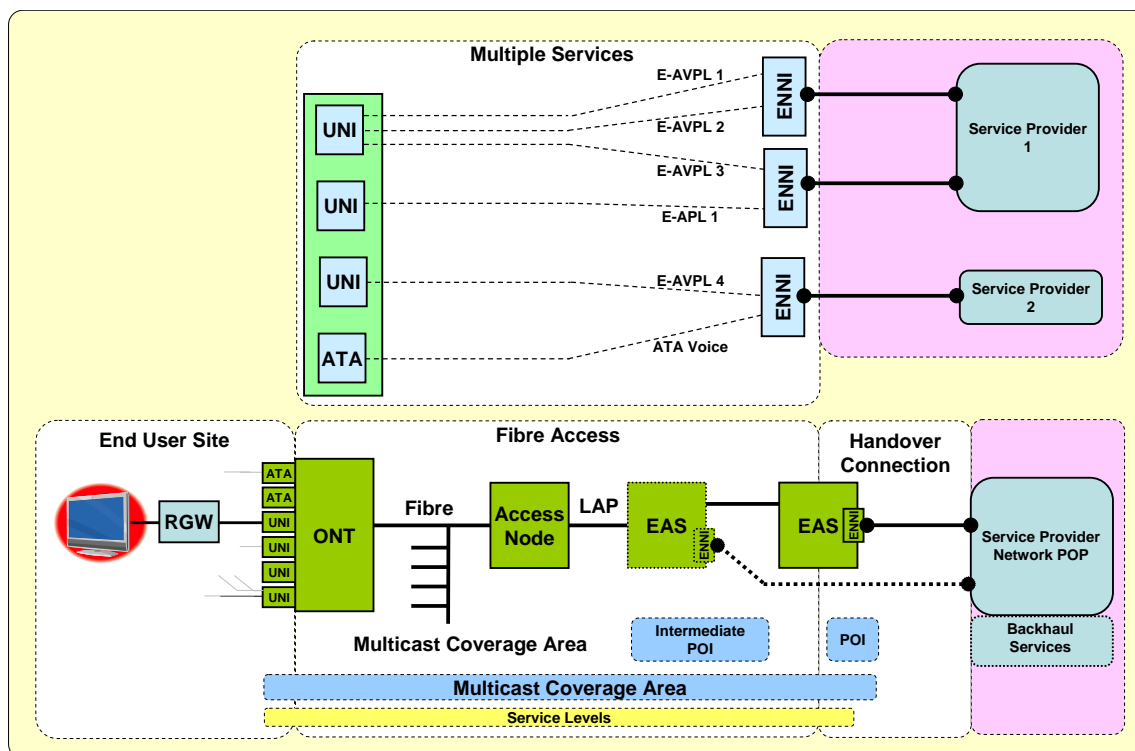 Multiple Services
E-AVPL 1
E-AVPL 2
E-AVPL 3
E-APL 1
E-AVPL 4
ATA Voice
UNI
UNI
UNI
ATA
ENNI
ENNI
ENNI
Service Provider
1
Service Provider
2
End User Site
Fibre Access
Handover
Connection
RGW
ATA
ATA
UNI
UNI
UNI
UNI
ONT
Fibre
Access
Node
LAP
EAS
ENNI
EAS
ENNI
Service Provider
Network POP
Multicast Coverage Area
Intermediate
POI
POI
Backhaul
Services
Multicast Coverage Area
Service Levels